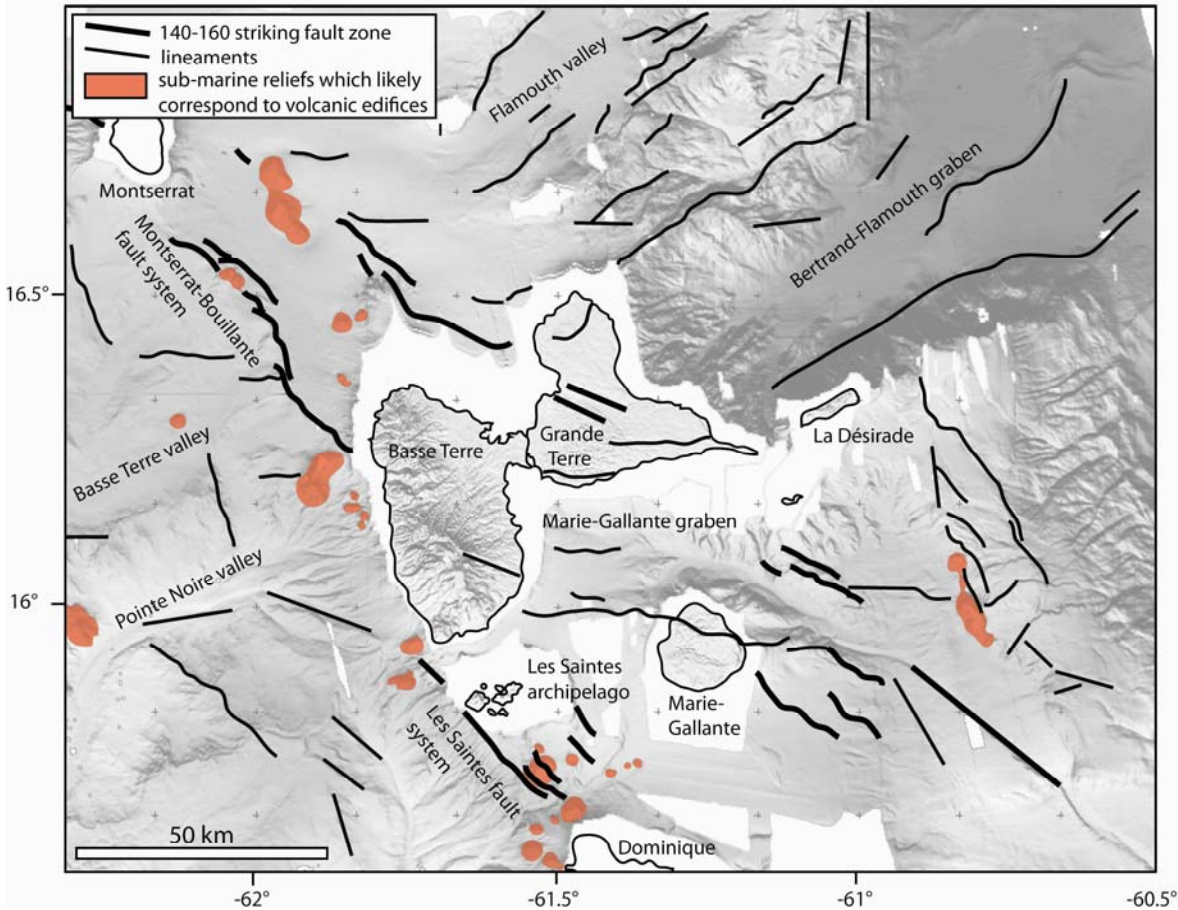 140-160 striking fault zone
lineaments
sub-marine reliefs which likely
correspond to volcanic edifices
Flamouth valley
Montserrat
Montserrat-Bouillante
fault system
Bertrand-Flamouth graben
16.5°
Basse Terre valley
Basse Terre
Grande
Terre
La Désirade
Marie-Gallante graben
Pointe Noire valley
16°
Les Saintes
archipelago
Marie-
Gallante
Les Saintes fault
system
50 km
Dominique
-62°
-61.5°
-61°
-60.5°